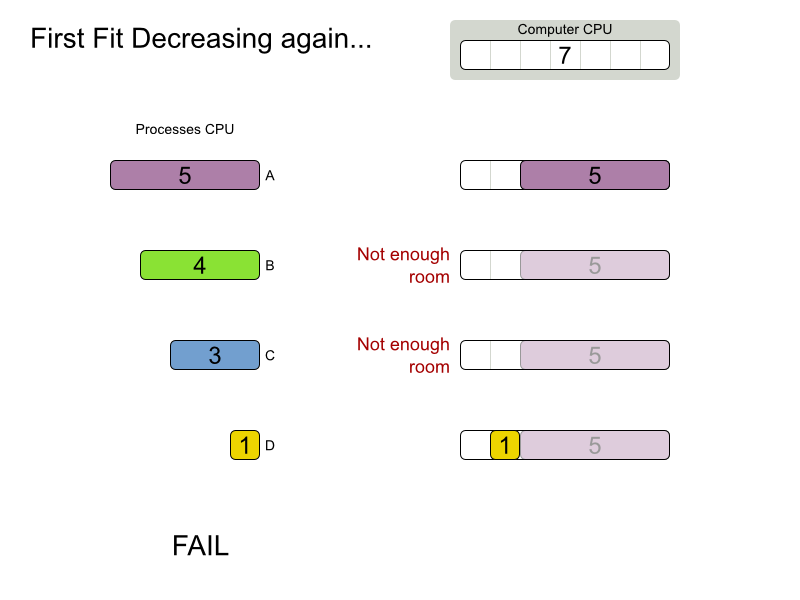 First Fit Decreasing again...
Computer CPU
7
Processes CPU
5 A 5
4 B Not enough room 5
3 C Not enough room 5
1 D 1 5
FAIL